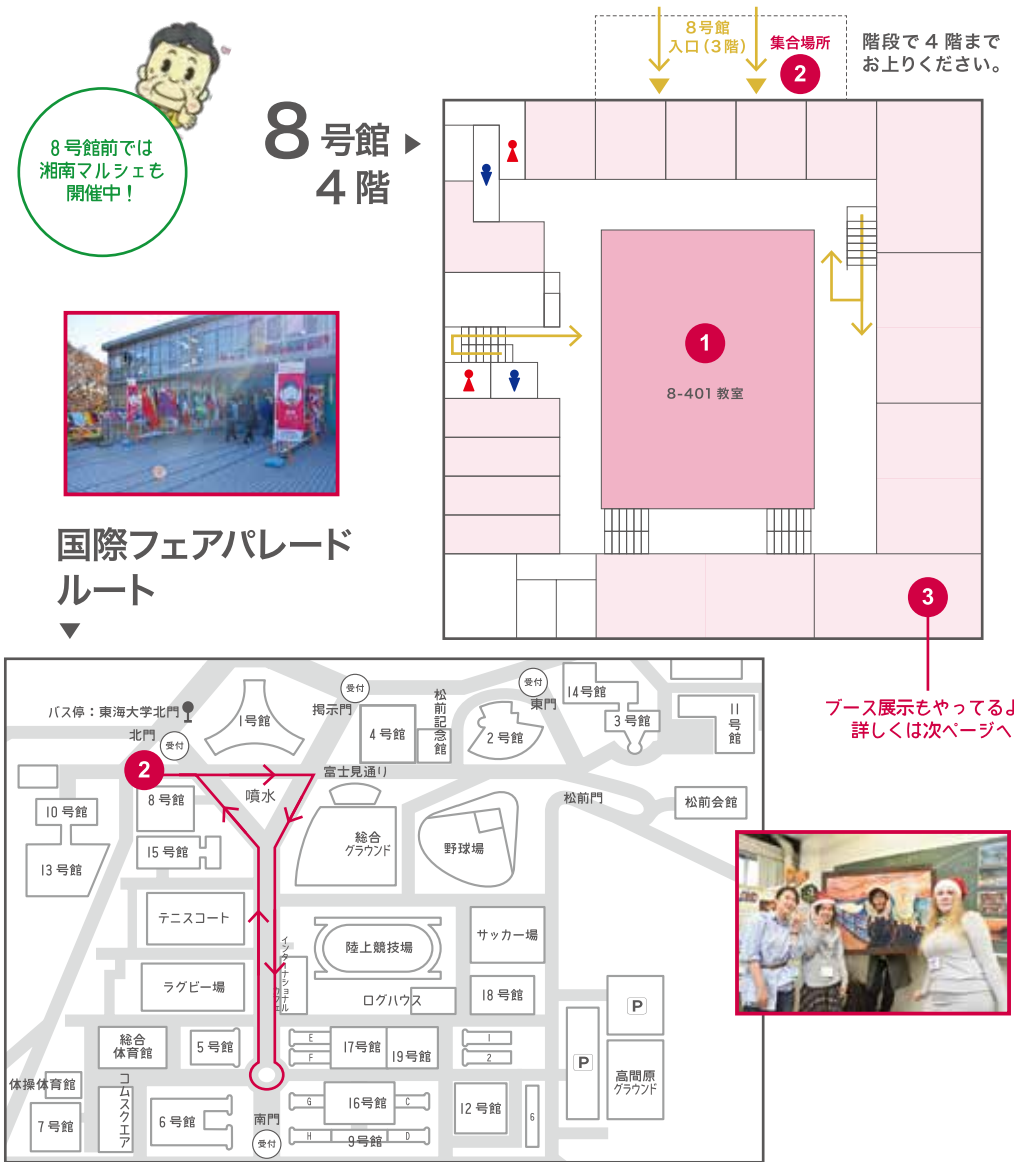 8号館
入口(3階)
集合場所
2
階段で4階まで
お上りください。
8号館前では
湘南マルシェも
開催中!
8号館
4階
1
8-401教室
3
国際フェアパレード
ルート
ブース展示もやってるよ
詳しくは次ページへ
バス停:東海大学北門
北門
受付
2
1号館
受付
掲示門
4号館
松前記念館
2号館
受付
東門
14号館
3号館
11号館
富士見通り
噴水
8号館
10号館
13号館
15号館
総合
グラウンド
野球場
松前門
松前会館
テニスコート
インターナショナル
カフェ
陸上競技場
サッカー場
ラグビー場
ログハウス
18号館
P
総合
体育館
5号館
E
F
17号館
19号館
1
2
P
高間原
グラウンド
体操体育館
7号館
コムスクエア
6号館
南門
受付
G
16号館
C
H
9号館
D
12号館
6